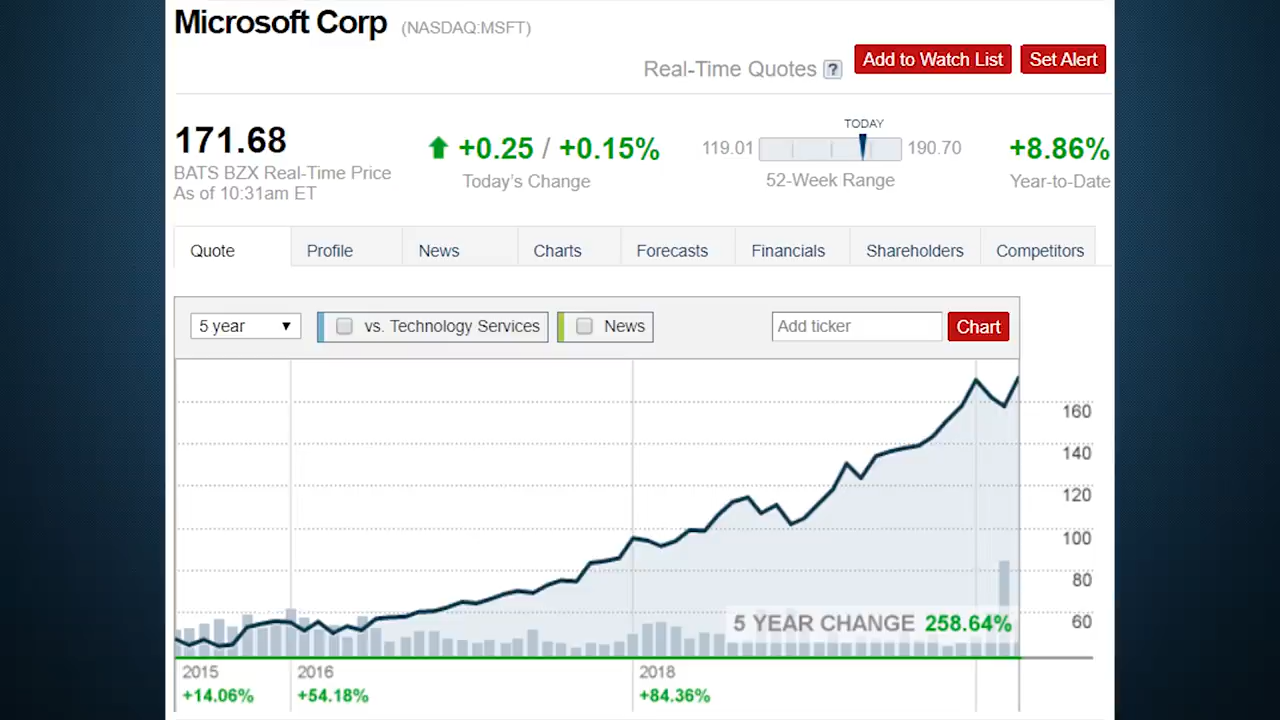 Microsoft Corp (NASDAQ:MSFT)
Real-Time Quotes ? Add to Watch List Set Alert
TODAY
171.68 +0.25 / +0.15% 119.01 190.70 +8.86%
BATS BZX Real-Time Price
As of 10:31am ET
Today's Change 52-Week Range Year-to-Date
Quote Profile News Charts Forecasts Financials Shareholders Competitors
5 year vs. Technology Services News Add ticker Chart
160
140
120
100
80
60
5 YEAR CHANGE 258.64%
2015 2016 2018
+14.06% +54.18% +84.36%